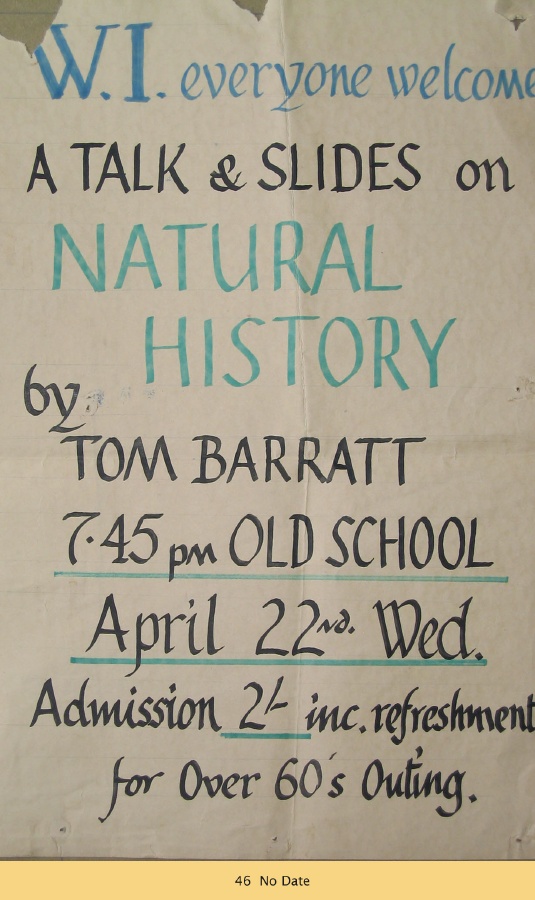 W.I. everyone welcome
A TALK & SLIDES on
NATURAL
HISTORY
by
TOM BARRATT
7.45 pm OLD SCHOOL
April 22nd. Wed.
Admission 2/- inc. refreshment
for Over 60's Outing.
46 No Date